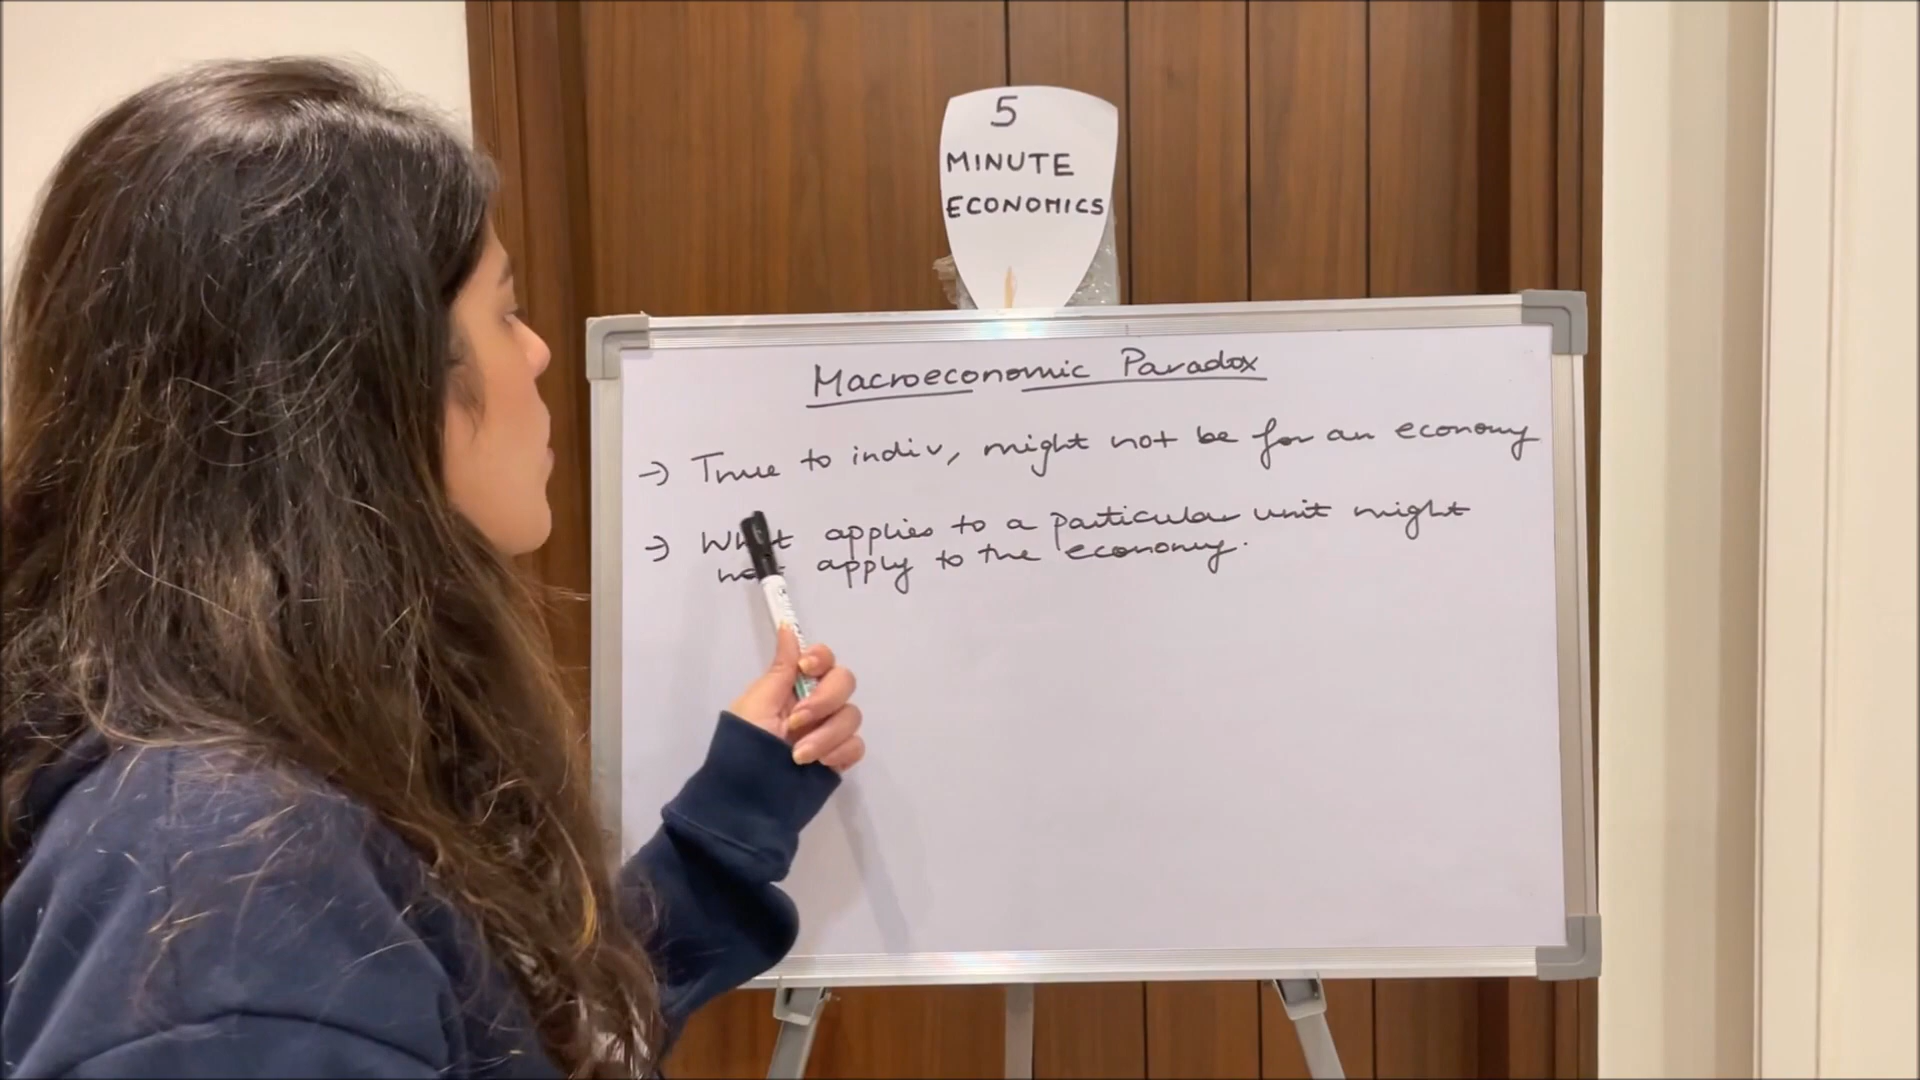 5
MINUTE
ECONOMICS
Macroeconomic Paradox
→ True to indiv, might not be for an economy
→ What applies to a particular unit might
not apply to the economy.